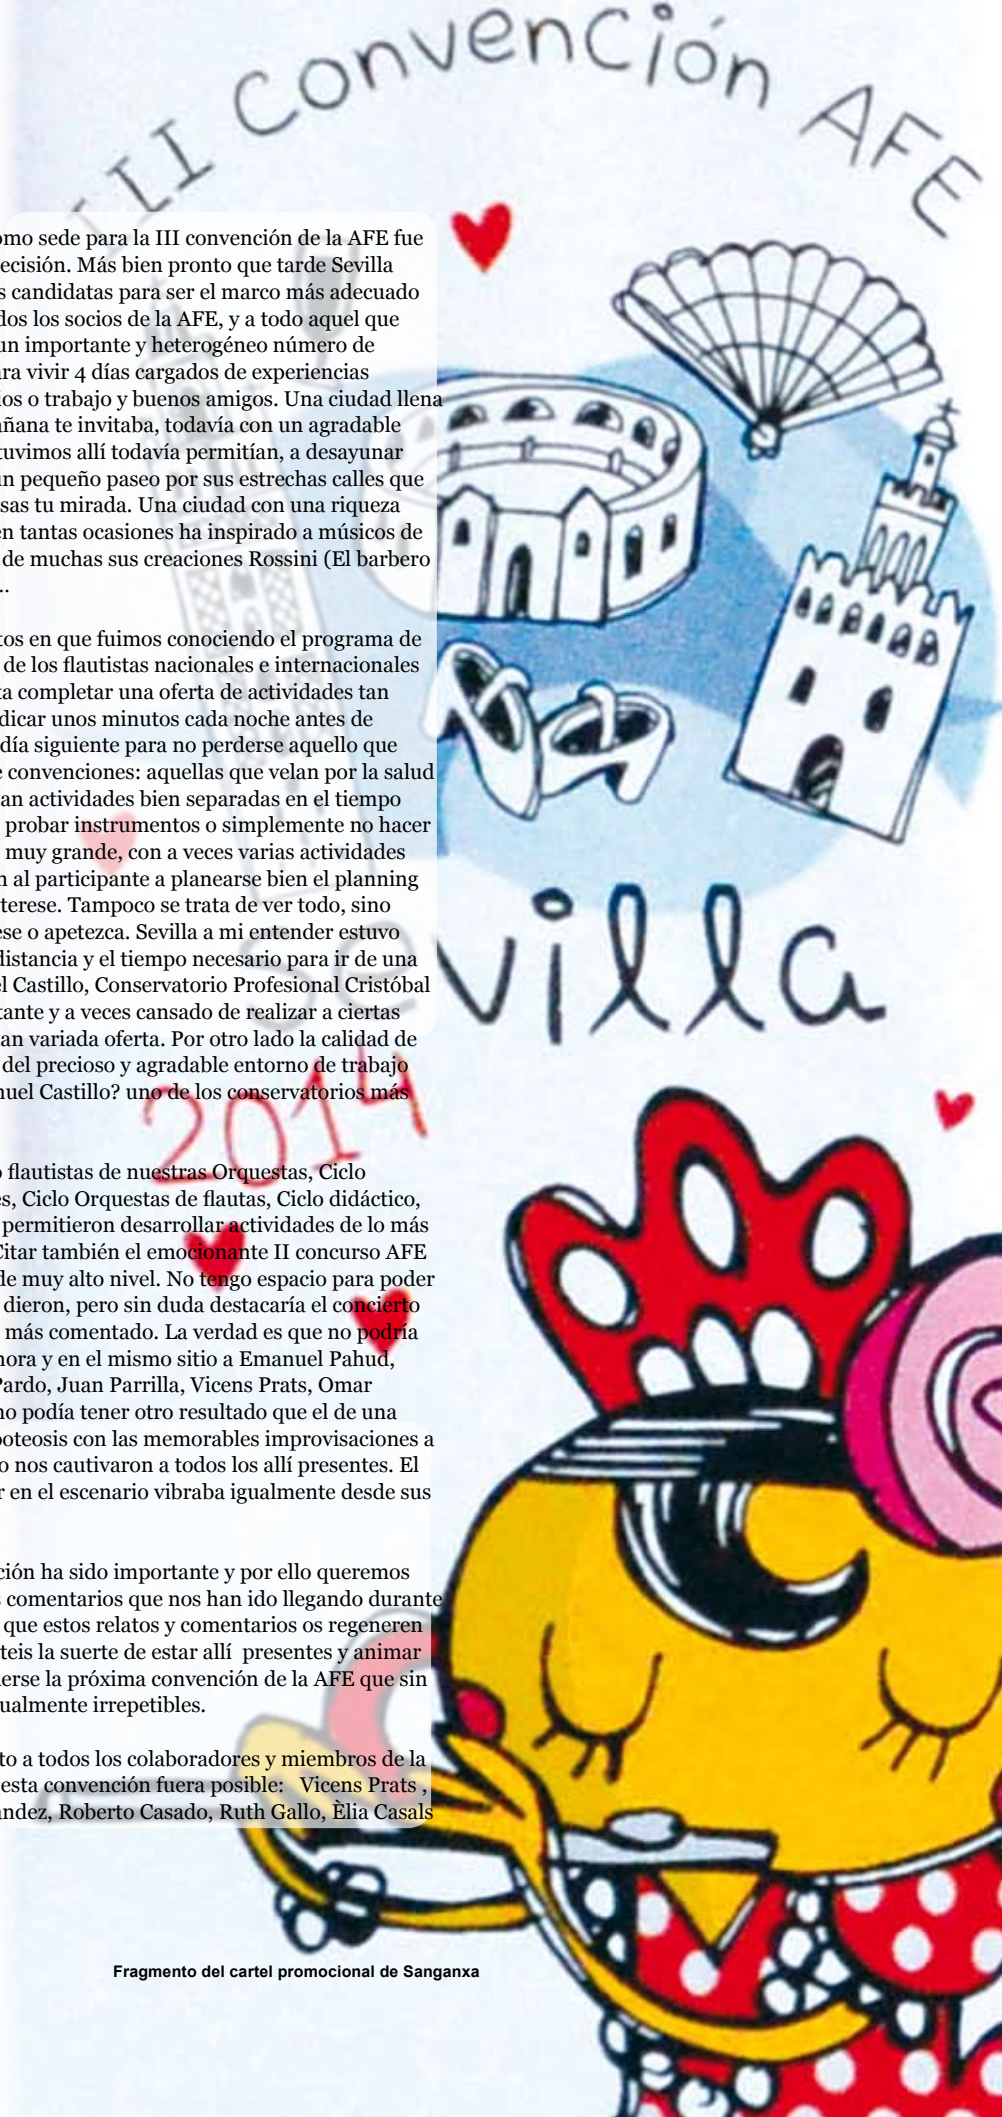 III Convención AFE
omo sede para la III convención de la AFE fue
ecisión. Más bien pronto que tarde Sevilla
s candidatas para ser el marco más adecuado
dos los socios de la AFE, y a todo aquel que
un importante y heterogéneo número de
ara vivir 4 días cargados de experiencias
ios o trabajo y buenos amigos. Una ciudad llena
añana te invitaba, todavía con un agradable
tuvimos allí todavía permitían, a desayunar
un pequeño paseo por sus estrechas calles que
sas tu mirada. Una ciudad con una riqueza
en tantas ocasiones ha inspirado a músicos de
de muchas sus creaciones Rossini (El barbero
..
tos en que fuimos conociendo el programa de
de los flautistas nacionales e internacionales
ta completar una oferta de actividades tan
dicar unos minutos cada noche antes de
día siguiente para no perderse aquello que
e convenciones: aquellas que velan por la salud
an actividades bien separadas en el tiempo
probar instrumentos o simplemente no hacer
muy grande, con a veces varias actividades
n al participante a planearse bien el planning
terese. Tampoco se trata de ver todo, sino
ese o apetezca. Sevilla a mi entender estuvo
distancia y el tiempo necesario para ir de una
el Castillo, Conservatorio Profesional Cristóbal
tante y a veces cansado de realizar a ciertas
an variada oferta. Por otro lado la calidad de
del precioso y agradable entorno de trabajo
nuel Castillo? uno de los conservatorios más
Sevilla
2014
o flautistas de nuestras Orquestas, Ciclo
es, Ciclo Orquestas de flautas, Ciclo didáctico,
permitieron desarrollar actividades de lo más
Citar también el emocionante II concurso AFE
de muy alto nivel. No tengo espacio para poder
dieron, pero sin duda destacaría el concierto
más comentado. La verdad es que no podría
hora y en el mismo sitio a Emanuel Pahud,
Pardo, Juan Parrilla, Vicens Prats, Omar
no podía tener otro resultado que el de una
poteosis con las memorables improvisaciones a
o nos cautivaron a todos los allí presentes. El
r en el escenario vibraba igualmente desde sus
ción ha sido importante y por ello queremos
s comentarios que nos han ido llegando durante
que estos relatos y comentarios os regeneren
teis la suerte de estar allí presentes y animar
erse la próxima convención de la AFE que sin
ualmente irrepetibles.
to a todos los colaboradores y miembros de la
esta convención fuera posible: Vicens Prats ,
andez, Roberto Casado, Ruth Gallo, Èlia Casals
Fragmento del cartel promocional de Sanganxa